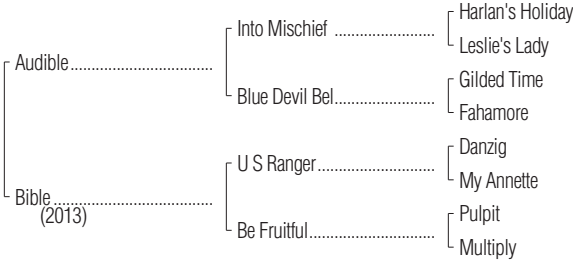 Harlan's Holiday
Into Mischief
Leslie's Lady
Audible
Gilded Time
Blue Devil Bel
Fahamore
Danzig
U S Ranger
My Annette
Bible
(2013)
Pulpit
Be Fruitful
Multiply